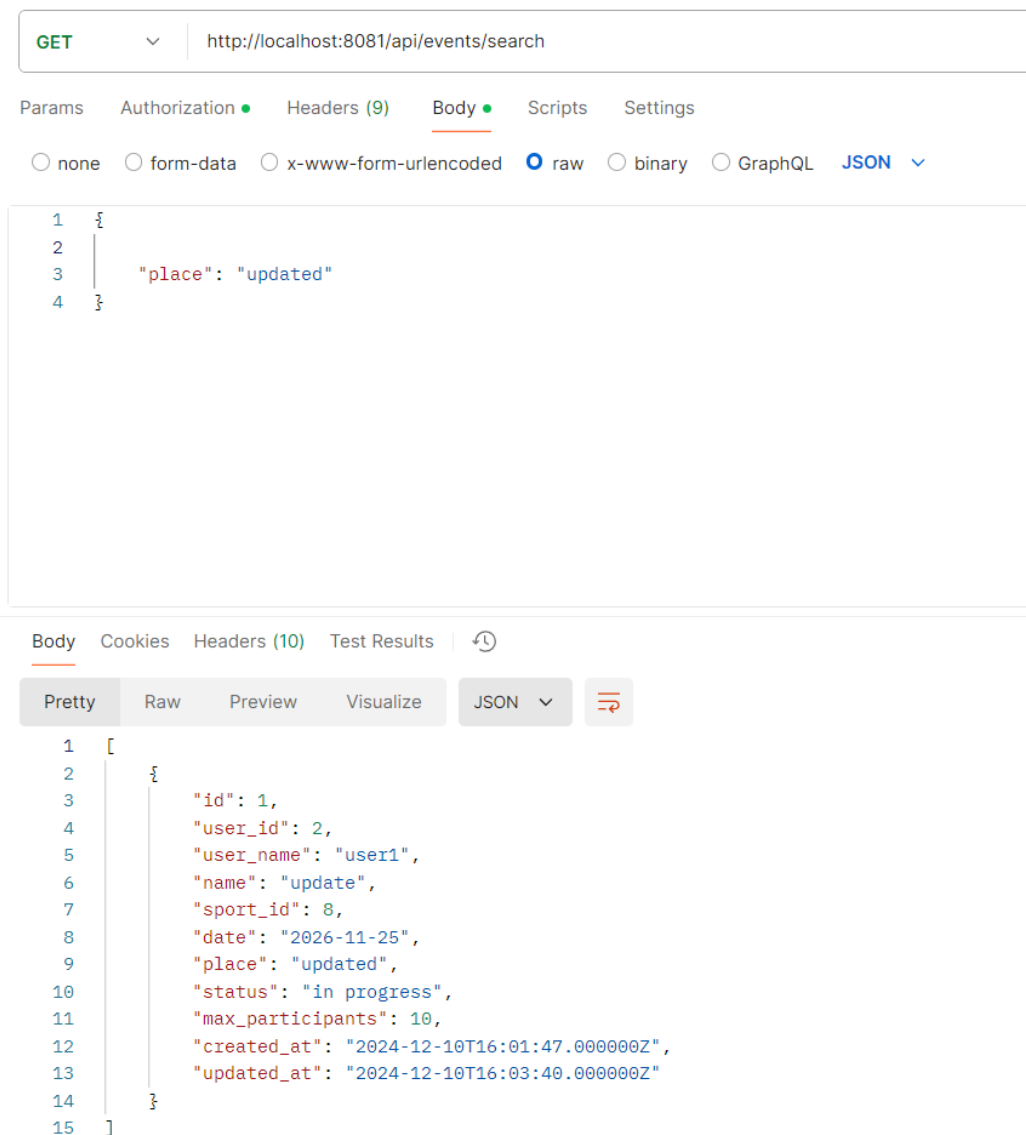 GET http://localhost:8081/api/events/search
Params Authorization Headers (9) Body Scripts Settings
none form-data x-www-form-urlencoded raw binary GraphQL JSON
1 {
2
3 "place": "updated"
4 }
Body Cookies Headers (10) Test Results
Pretty Raw Preview Visualize JSON
1 [
2 {
3 "id": 1,
4 "user_id": 2,
5 "user_name": "user1",
6 "name": "update",
7 "sport_id": 8,
8 "date": "2026-11-25",
9 "place": "updated",
10 "status": "in progress",
11 "max_participants": 10,
12 "created_at": "2024-12-10T16:01:47.000000Z",
13 "updated_at": "2024-12-10T16:03:40.000000Z"
14 }
15 ]